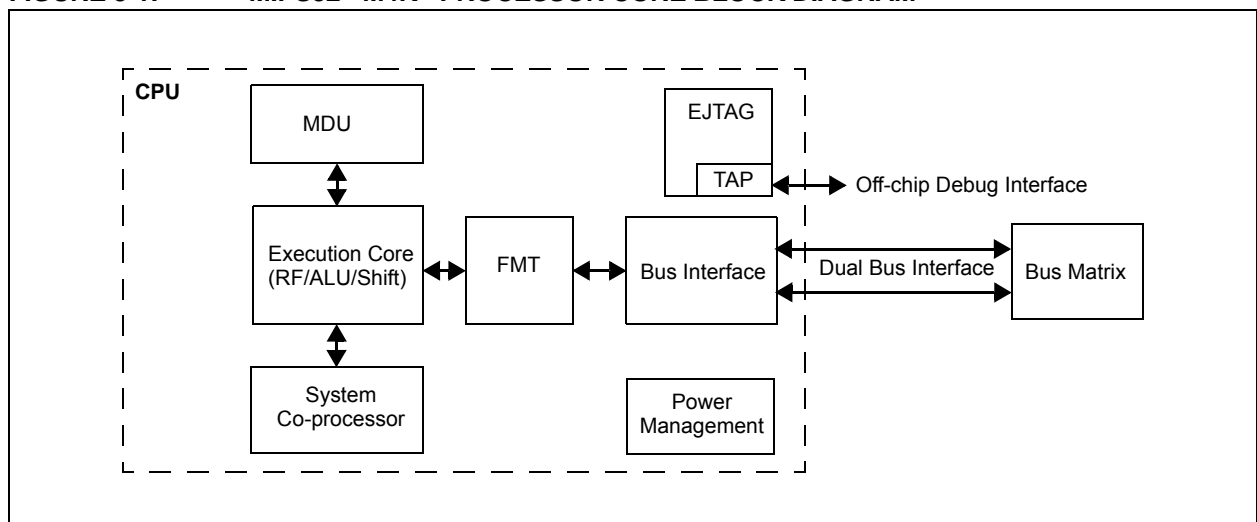 CPU
MDU
EJTAG
TAP
Off-chip Debug Interface
Execution Core
(RF/ALU/Shift)
FMT
Bus Interface
Dual Bus Interface
Bus Matrix
System
Co-processor
Power
Management